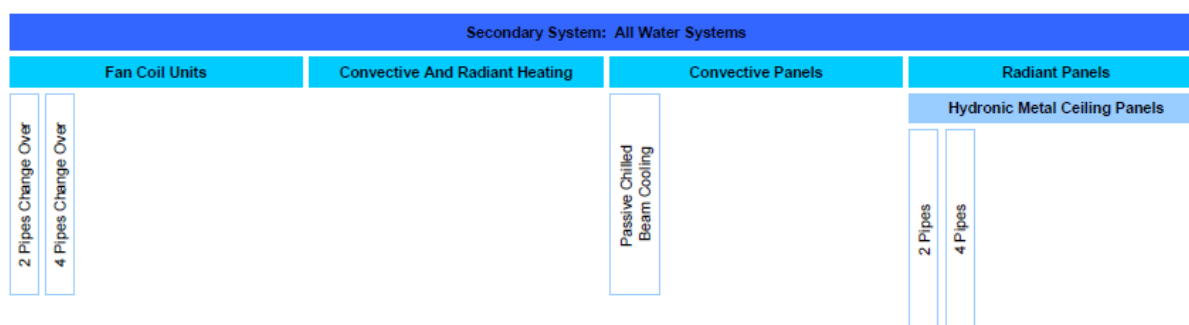 Secondary System: All Water Systems
Fan Coil Units
Convective And Radiant Heating
Convective Panels
Radiant Panels
Hydronic Metal Ceiling Panels
2 Pipes Change Over
4 Pipes Change Over
Passive Chilled
Beam Cooling
2 Pipes
4 Pipes